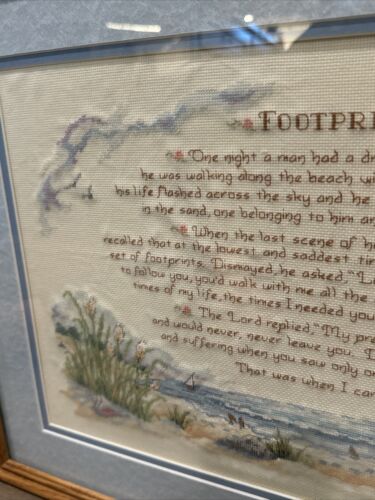 FOOTPRI
One night a man had a dr
he was walking along the beach wi
his life flashed across the sky and he
in the sand, one belonging to him an
When the last scene of h
recalled that at the lowest and saddest tim
set of footprints. Dismayed, he asked, "L
to follow you, you'd walk with me all the
times of my life, the times I needed you
The Lord replied, "My pre
and would never, never leave you. D
and suffering when you saw only o
That was when I car